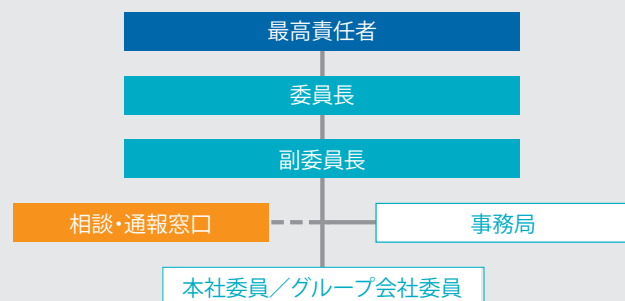 最高責任者
委員長
副委員長
相談・通報窓口
事務局
本社委員／グループ会社委員